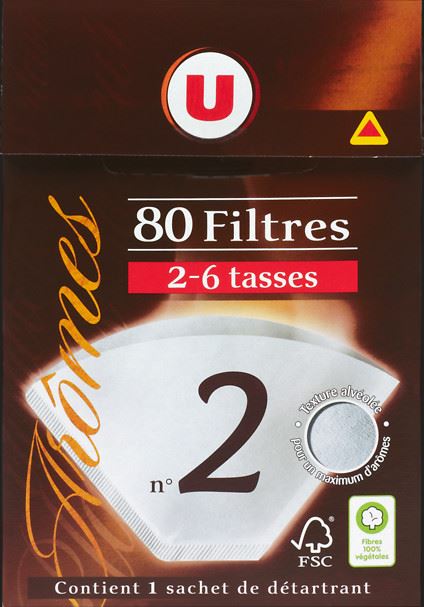 U
Arômes
80 Filtres
2-6 tasses
n° 2
Texture alvéolée
pour un maximum d'arômes
FSC
Fibres
100%
végétales
Contient 1 sachet de détartrant